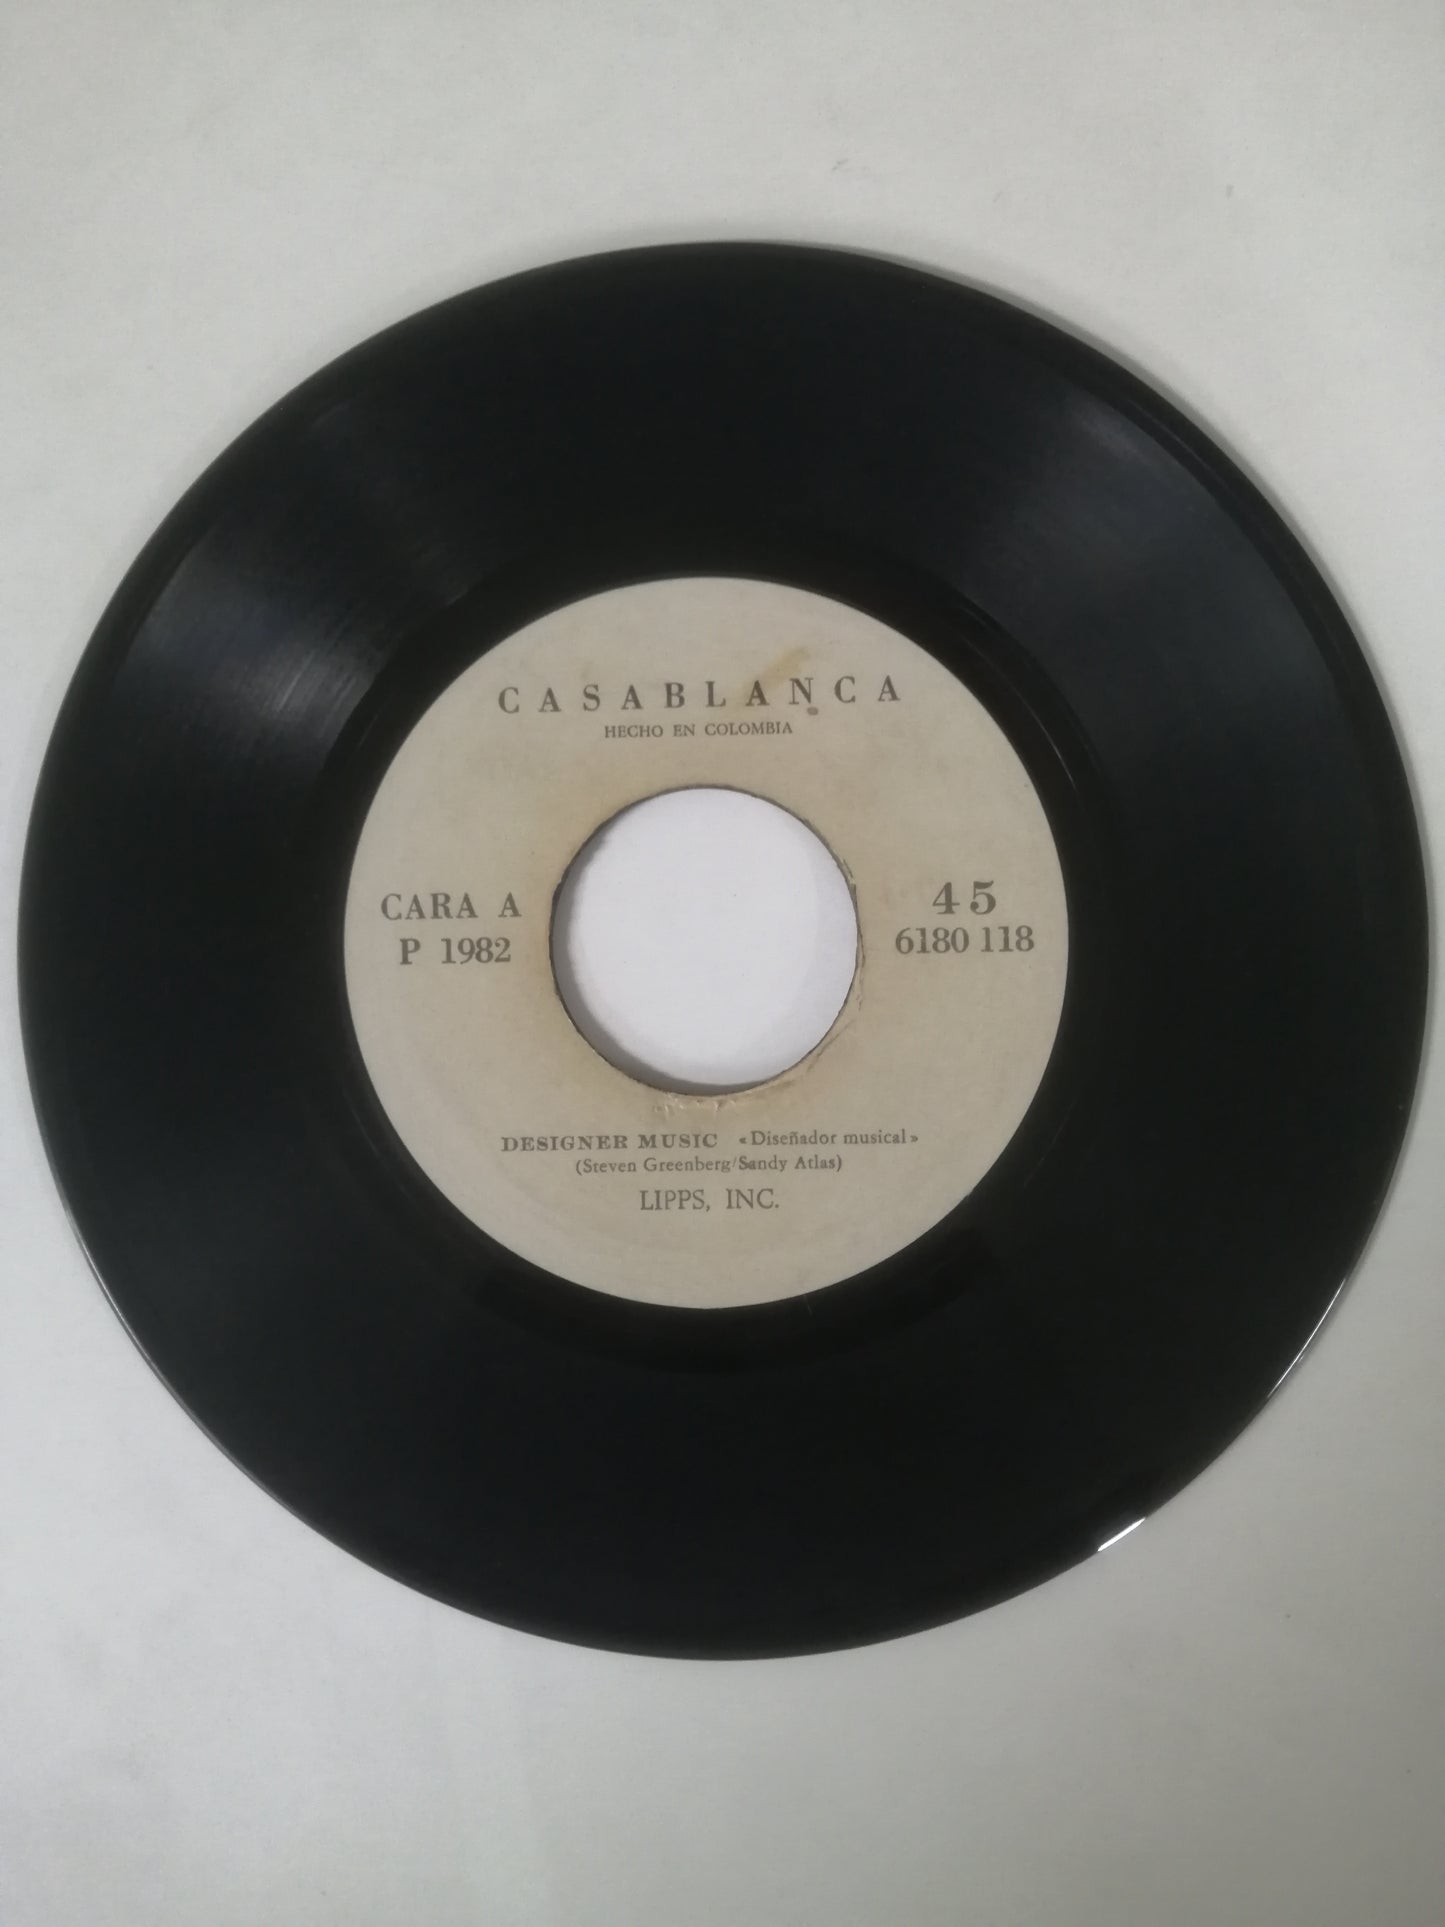 CASABLANCA
HECHO EN COLOMBIA
CARA A
P 1982
45
6180 118
DESIGNER MUSIC «Diseñador musical»
(Steven Greenberg/Sandy Atlas)
LIPPS, INC.